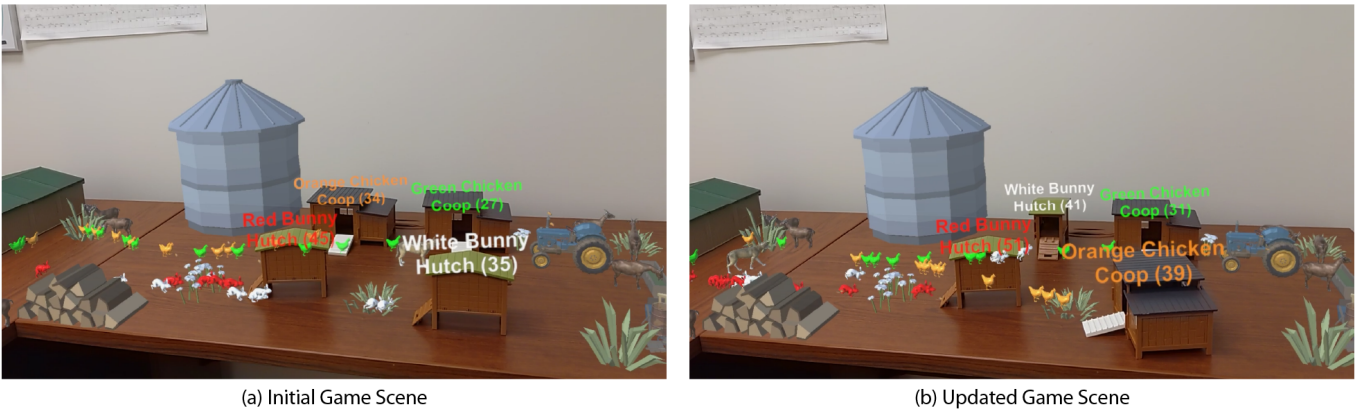 Orange Chicken
Coop (34)
Green Chicken
Coop (27)
Red Bunny
Hutch (45)
White Bunny
Hutch (35)
(a) Initial Game Scene
White Bunny
Hutch (41)
Green Chicken
Coop (31)
Red Bunny
Hutch (51)
Orange Chicken
Coop (39)
(b) Updated Game Scene